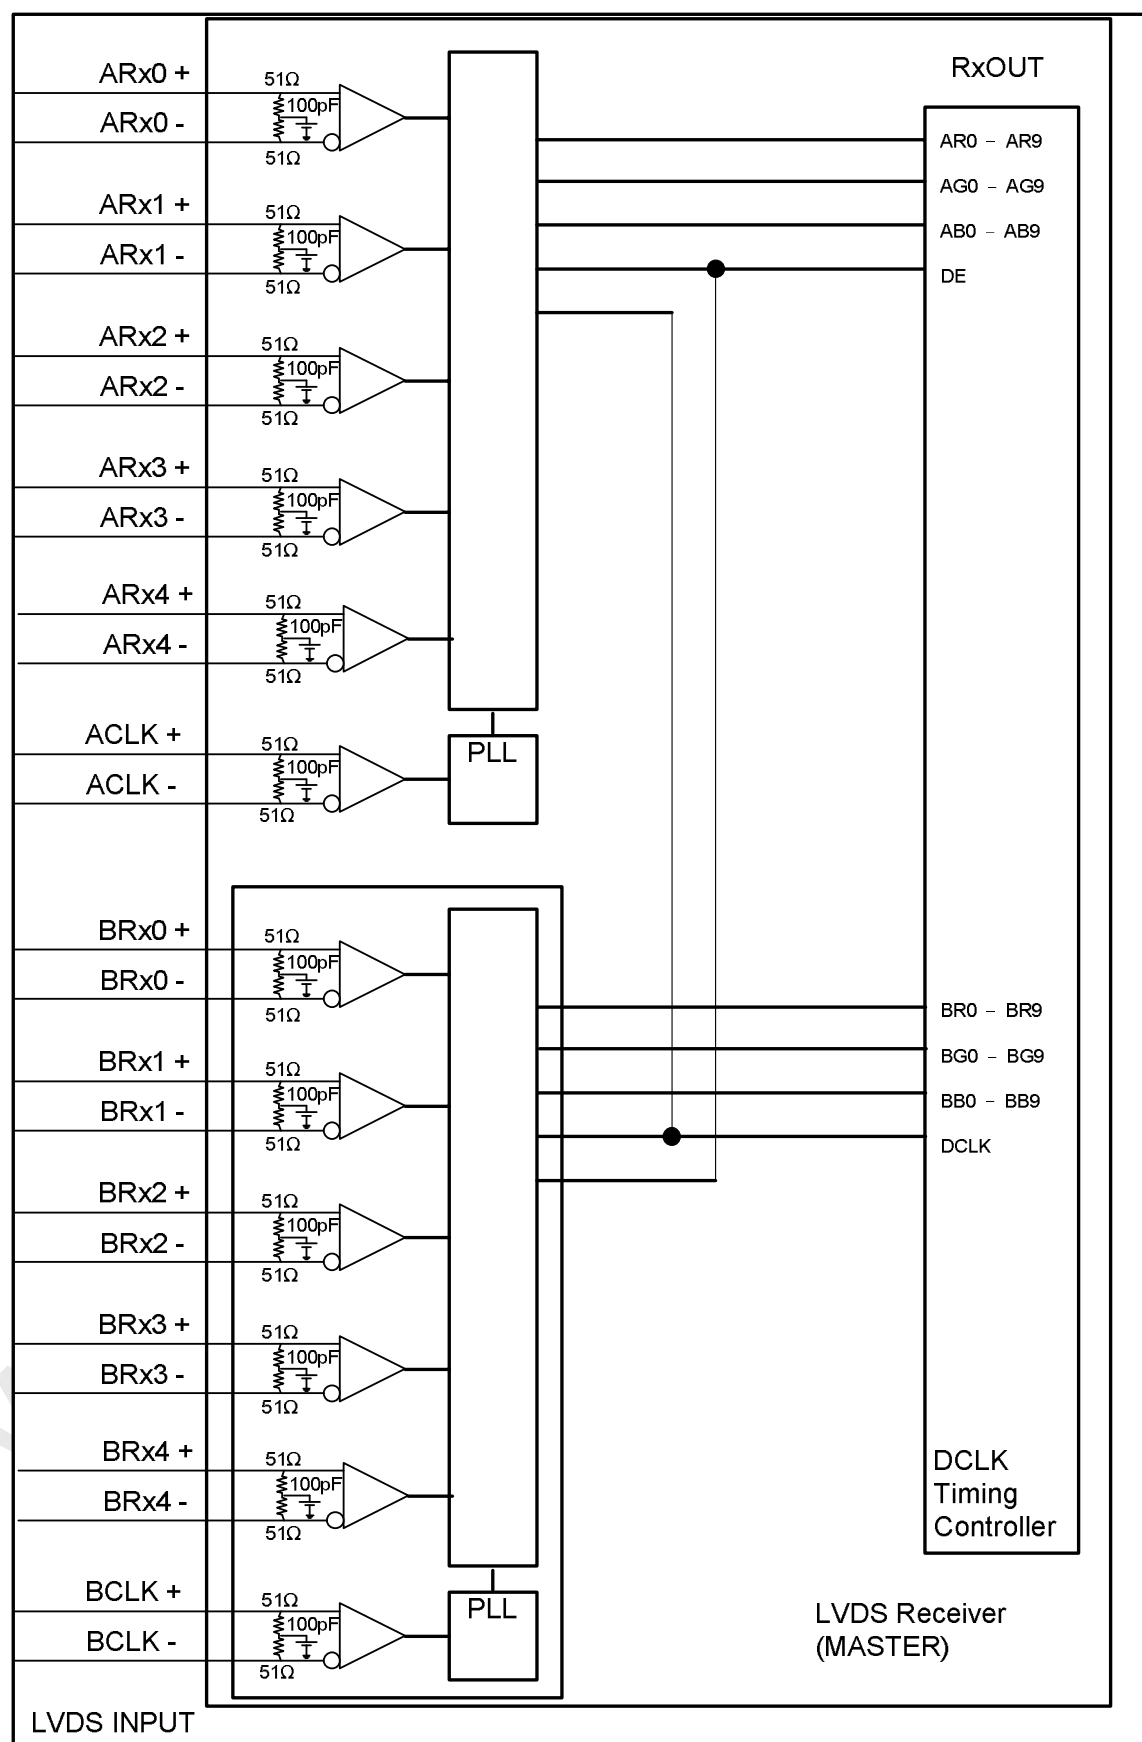 RxOUT
ARx0 +
51Ω
100pF
ARx0 -
51Ω
AR0 – AR9
AG0 – AG9
ARx1 +
51Ω
100pF
AB0 – AB9
ARx1 -
51Ω
DE
ARx2 +
51Ω
100pF
ARx2 -
51Ω
ARx3 +
51Ω
100pF
ARx3 -
51Ω
ARx4 +
51Ω
100pF
ARx4 -
51Ω
ACLK +
51Ω
PLL
100pF
ACLK -
51Ω
BRx0 +
51Ω
100pF
BRx0 -
51Ω
BR0 – BR9
BG0 – BG9
BRx1 +
51Ω
100pF
BB0 – BB9
BRx1 -
51Ω
DCLK
BRx2 +
51Ω
100pF
BRx2 -
51Ω
BRx3 +
51Ω
100pF
BRx3 -
51Ω
BRx4 +
51Ω
100pF
BRx4 -
51Ω
DCLK
Timing
Controller
BCLK +
51Ω
PLL
100pF
BCLK -
51Ω
LVDS Receiver
(MASTER)
LVDS INPUT